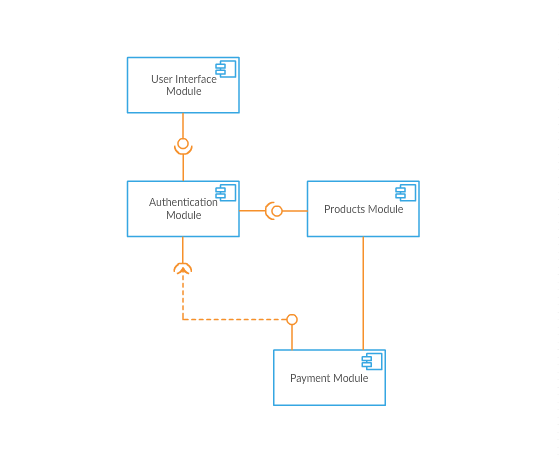 User Interface
Module
Authentication
Module
Products Module
Payment Module